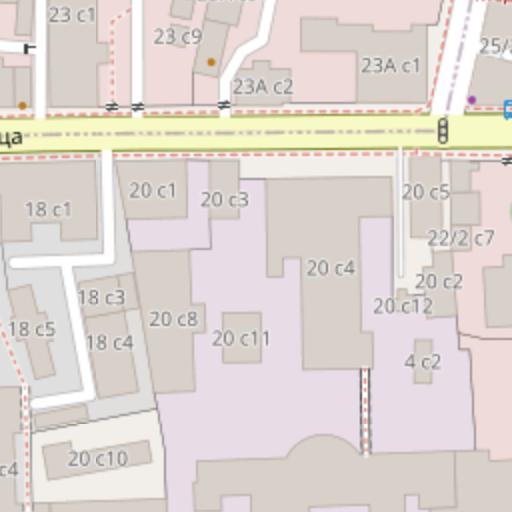 23 с1
23 с9
25/
23А с1
23А с2
ца
20 с1
20 с3
20 с5
18 с1
22/2 с7
20 с4
20 с2
18 с3
20 с12
20 с8
18 с5
20 с11
18 с4
4 с2
20 с10
с4